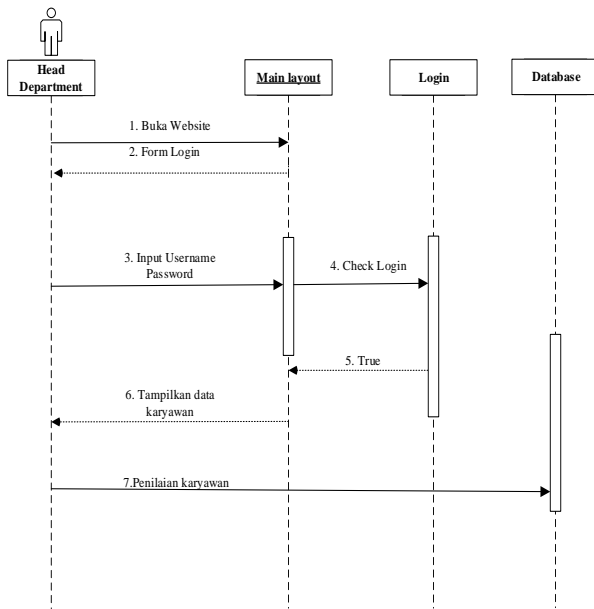 Head
Department
Main layout
Login
Database
1. Buka Website
2. Form Login
3. Input Username
Password
4. Check Login
5. True
6. Tampilkan data
karyawan
7.Penilaian karyawan